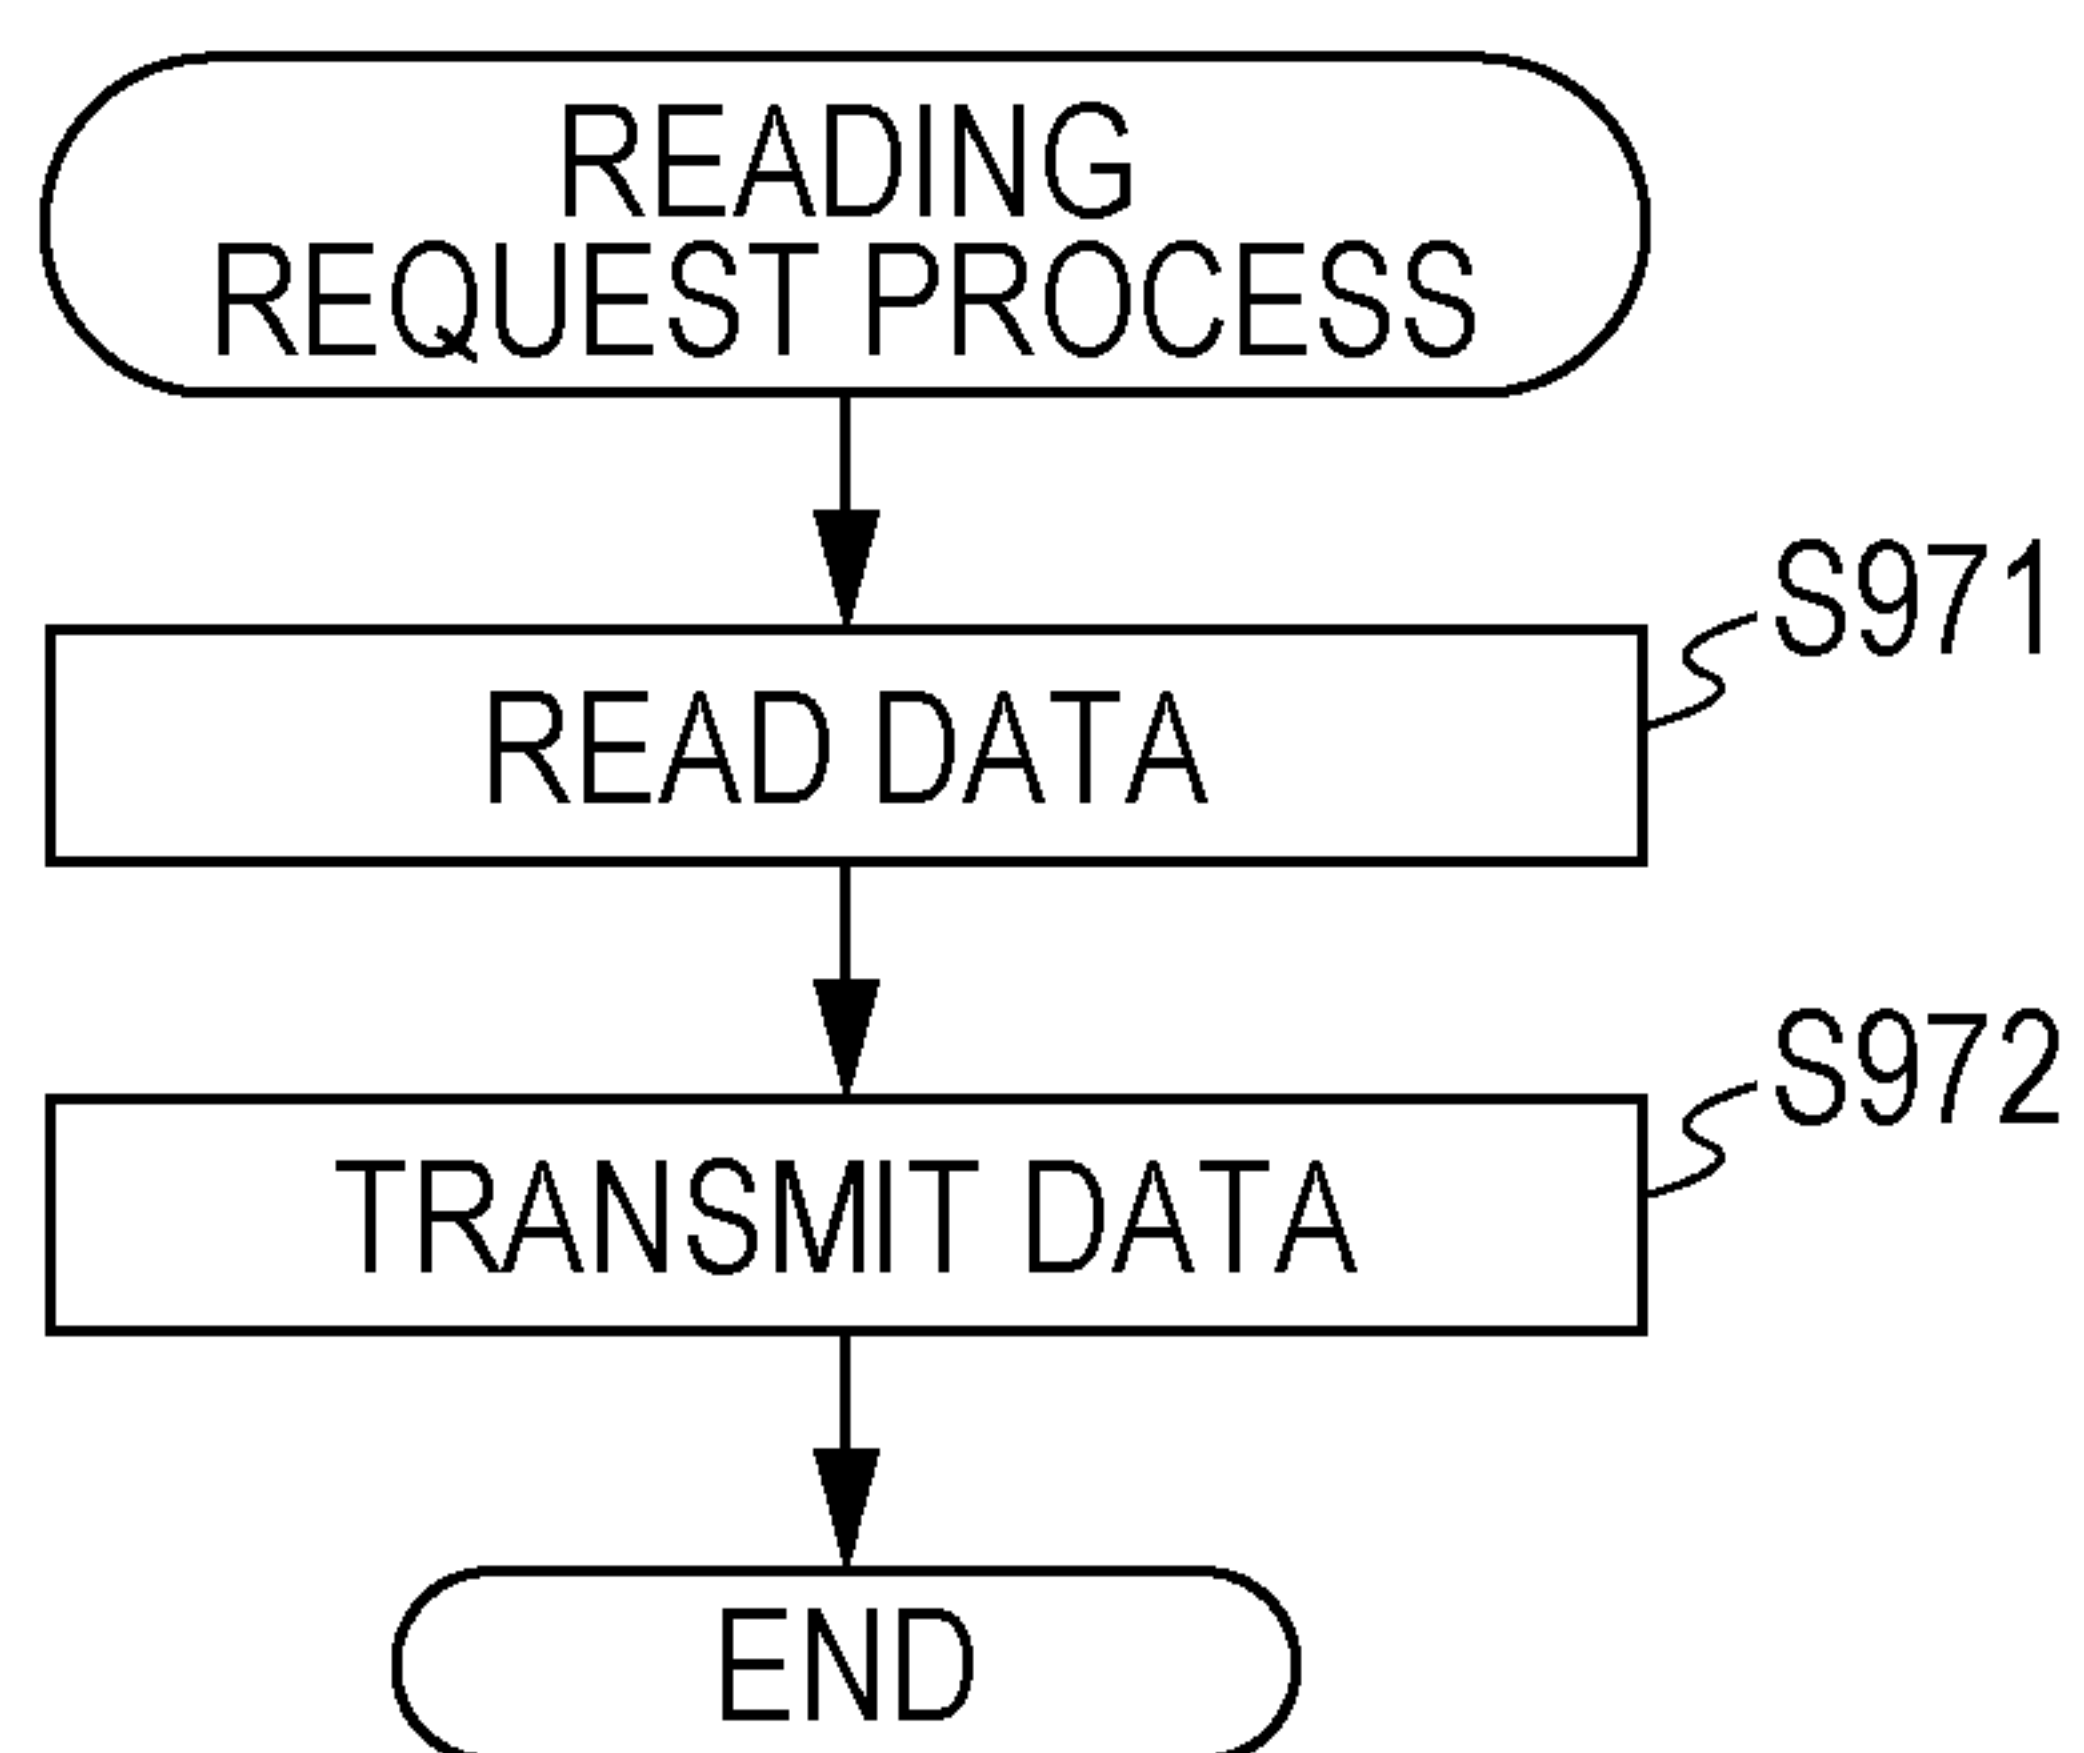 READING
REQUEST PROCESS
S971
READ DATA
S972
TRANSMIT DATA
END